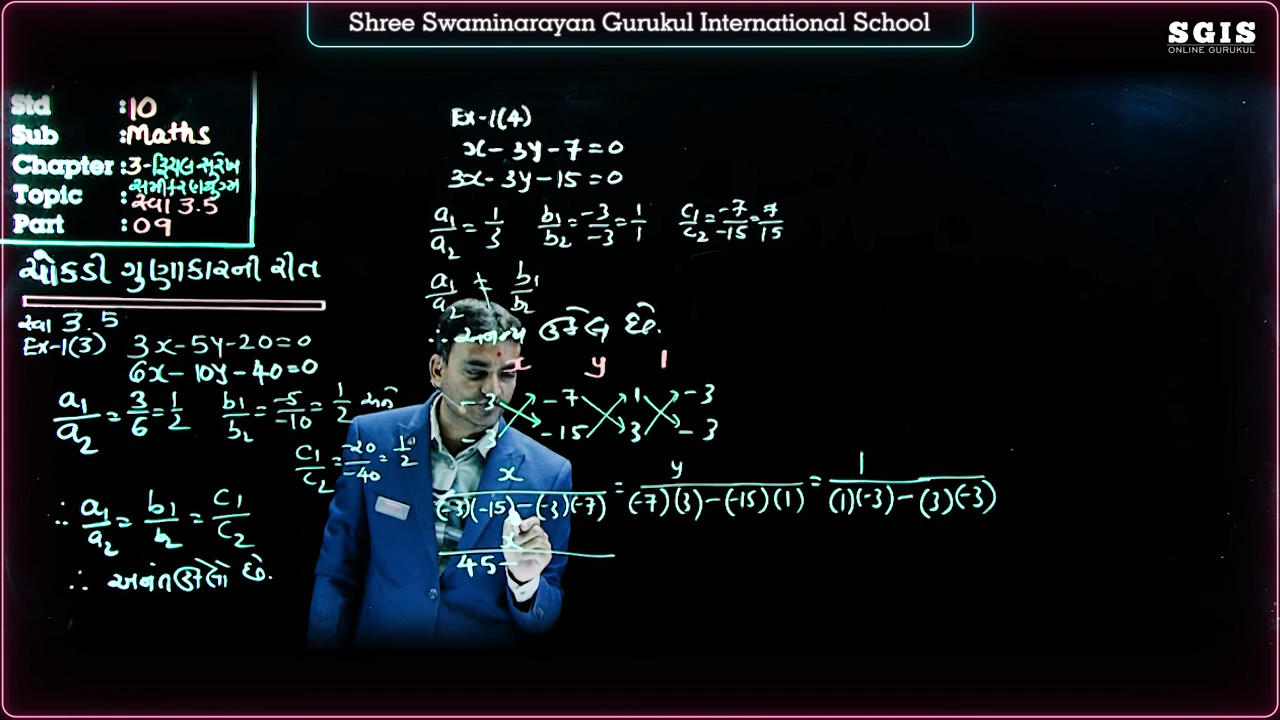 Shree Swaminarayan Gurukul International School
SGIS
ONLINE GURUKUL
Std : 10
Sub : Maths
Chapter : 3-દ્વિચલ સુરેખ
સમીકરણયુગ્મ
Topic : સ્વા 3.5
Part : 09
ચોકડી ગુણાકારની રીત
સ્વા 3.5
Ex-1(3) 3x-5y-20=0
6x-10y-40=0
a1/a2 = 3/6 = 1/2 b1/b2 = -5/-10 = 1/2 અને
c1/c2 = -20/-40 = 1/2
∴ a1/a2 = b1/b2 = c1/c2
∴ અનંત ઉકેલો છે.
Ex-1(4)
x-3y-7=0
3x-3y-15=0
a1/a2 = 1/3 b1/b2 = -3/-3 = 1/1 c1/c2 = -7/-15 = 7/15
a1/a2 ≠ b1/b2
∴ અનન્ય ઉકેલ છે.
x y 1
-3 -7 1 -3
-3 -15 3 -3
x/(-3)(-15)-(-3)(-7) = y/(-7)(3)-(-15)(1) = 1/(1)(-3)-(3)(-3)
x/45-